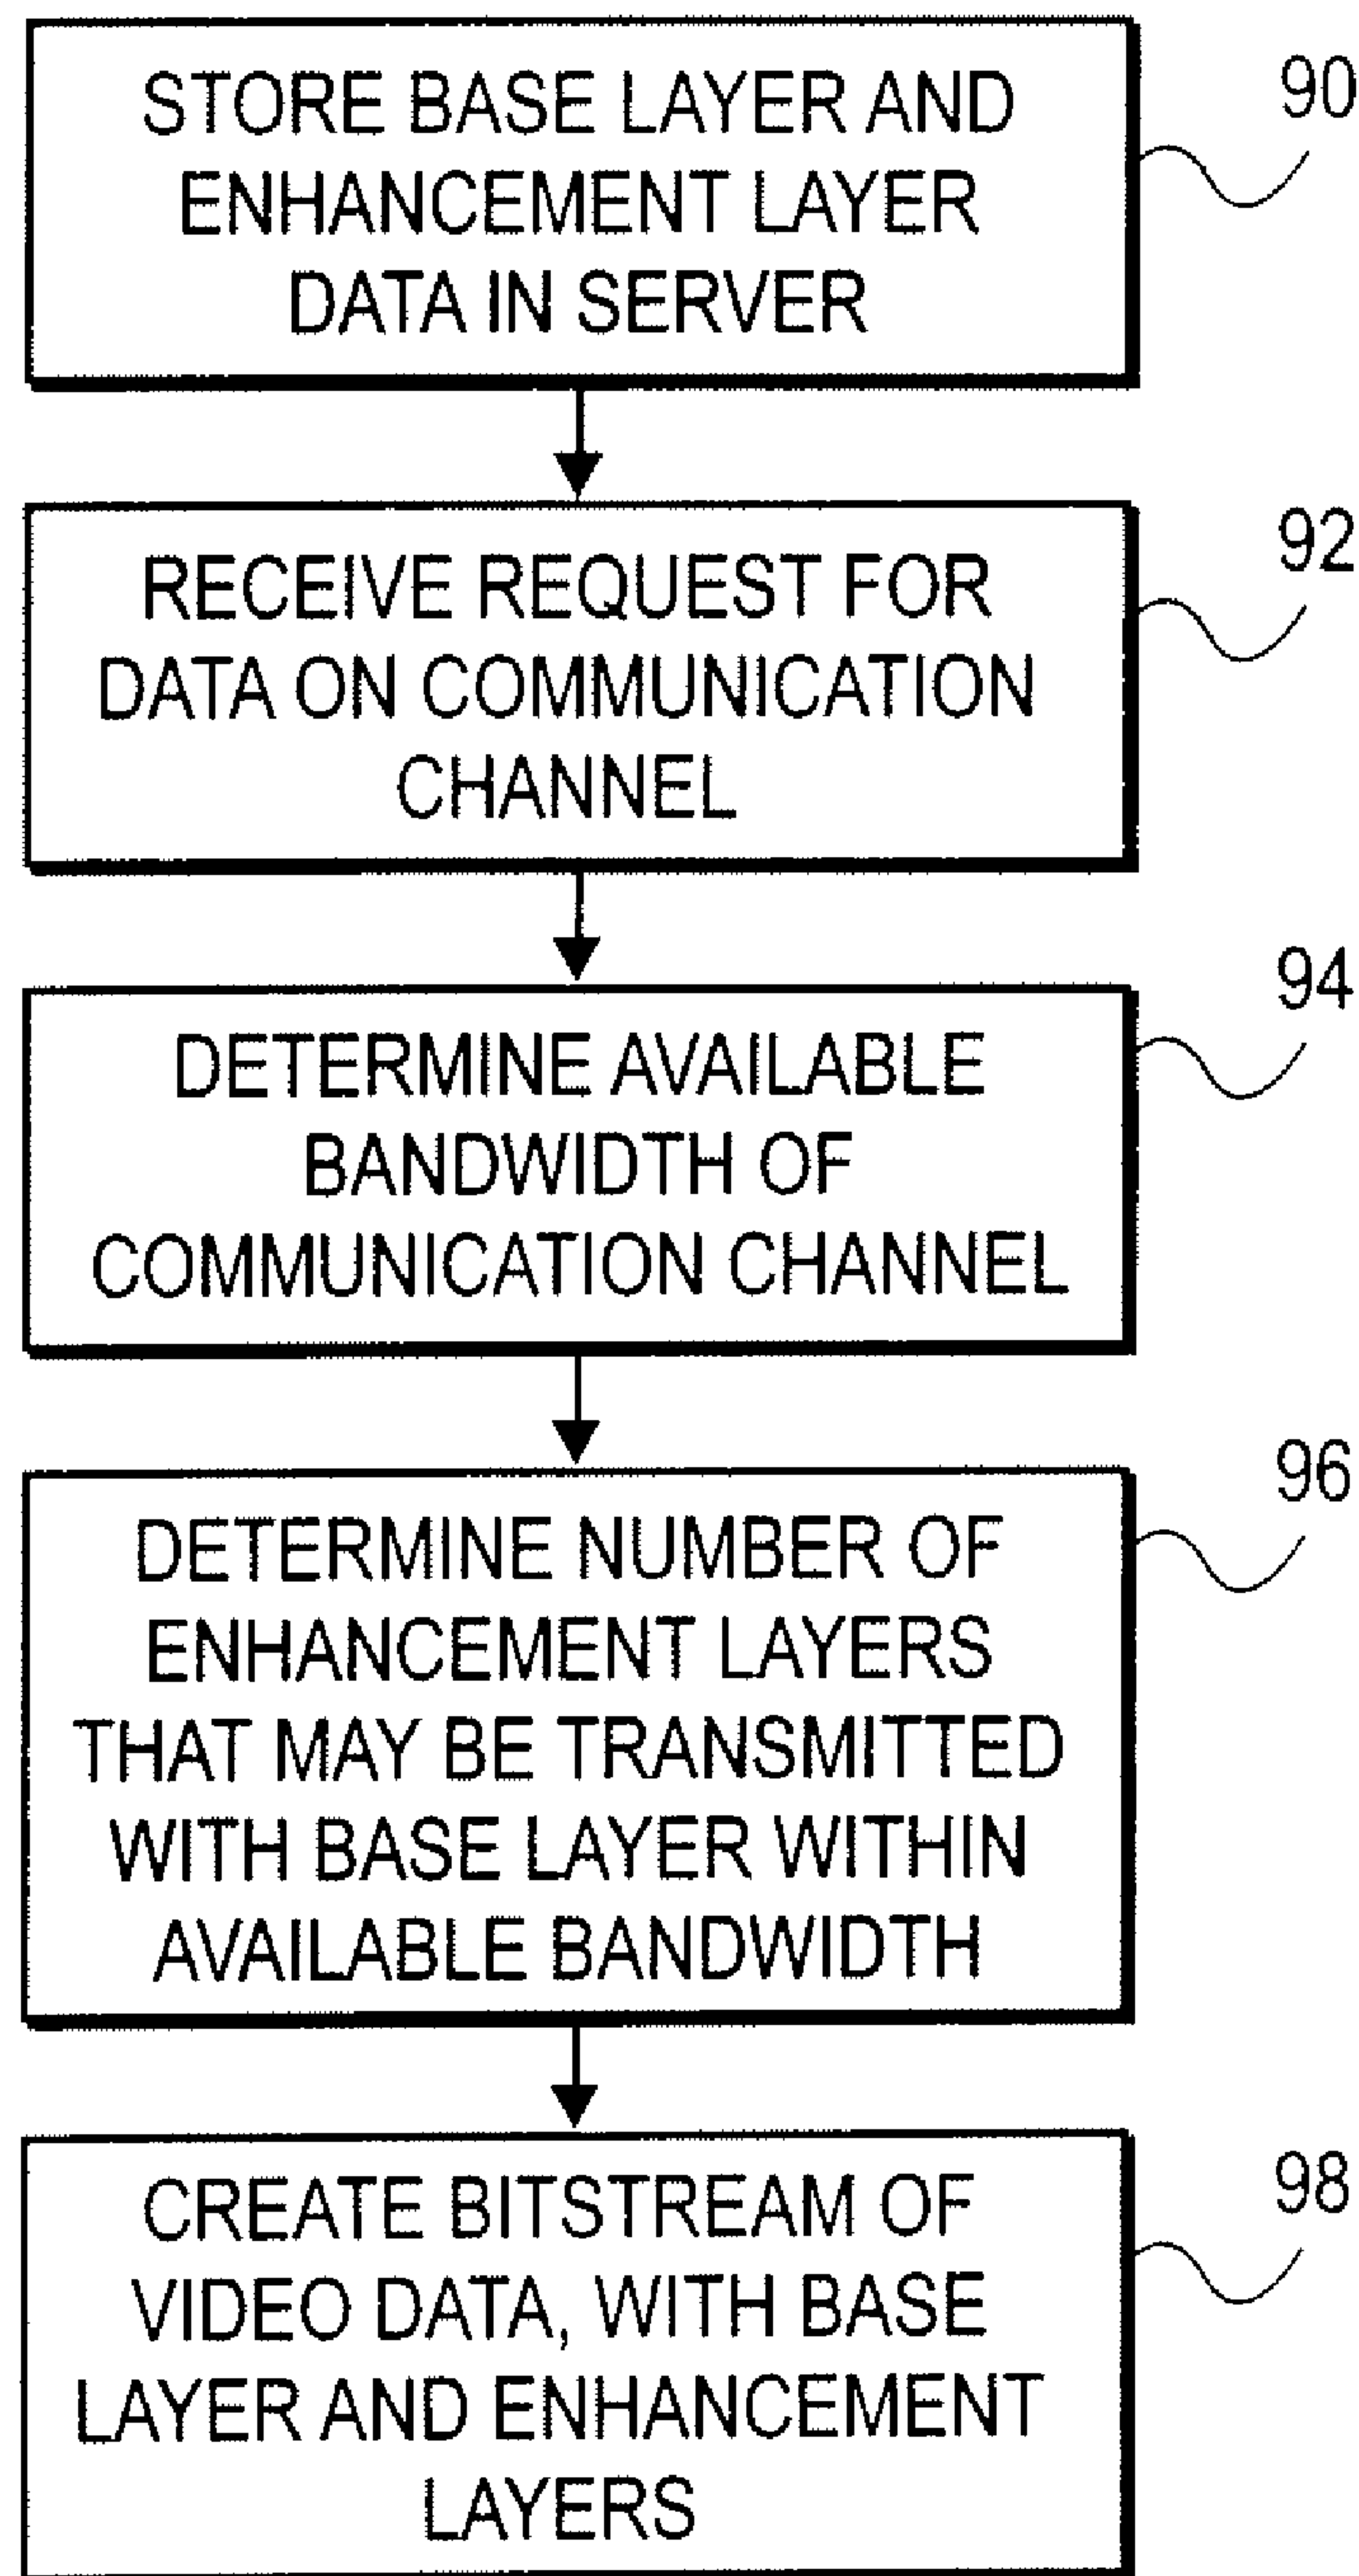 STORE BASE LAYER AND
ENHANCEMENT LAYER
DATA IN SERVER
90
RECEIVE REQUEST FOR
DATA ON COMMUNICATION
CHANNEL
92
DETERMINE AVAILABLE
BANDWIDTH OF
COMMUNICATION CHANNEL
94
DETERMINE NUMBER OF
ENHANCEMENT LAYERS
THAT MAY BE TRANSMITTED
WITH BASE LAYER WITHIN
AVAILABLE BANDWIDTH
96
CREATE BITSTREAM OF
VIDEO DATA, WITH BASE
LAYER AND ENHANCEMENT
LAYERS
98